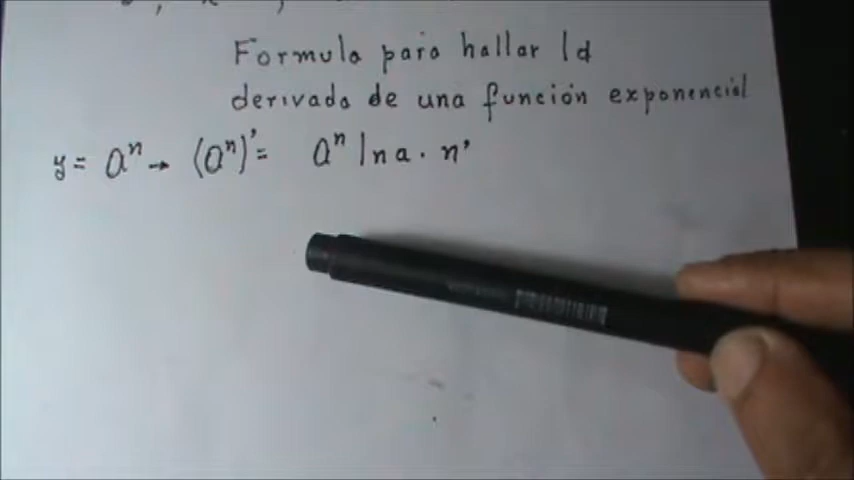 Formula para hallar la
derivada de una función exponencial
y = aⁿ → (aⁿ)' = aⁿ ln a · n'